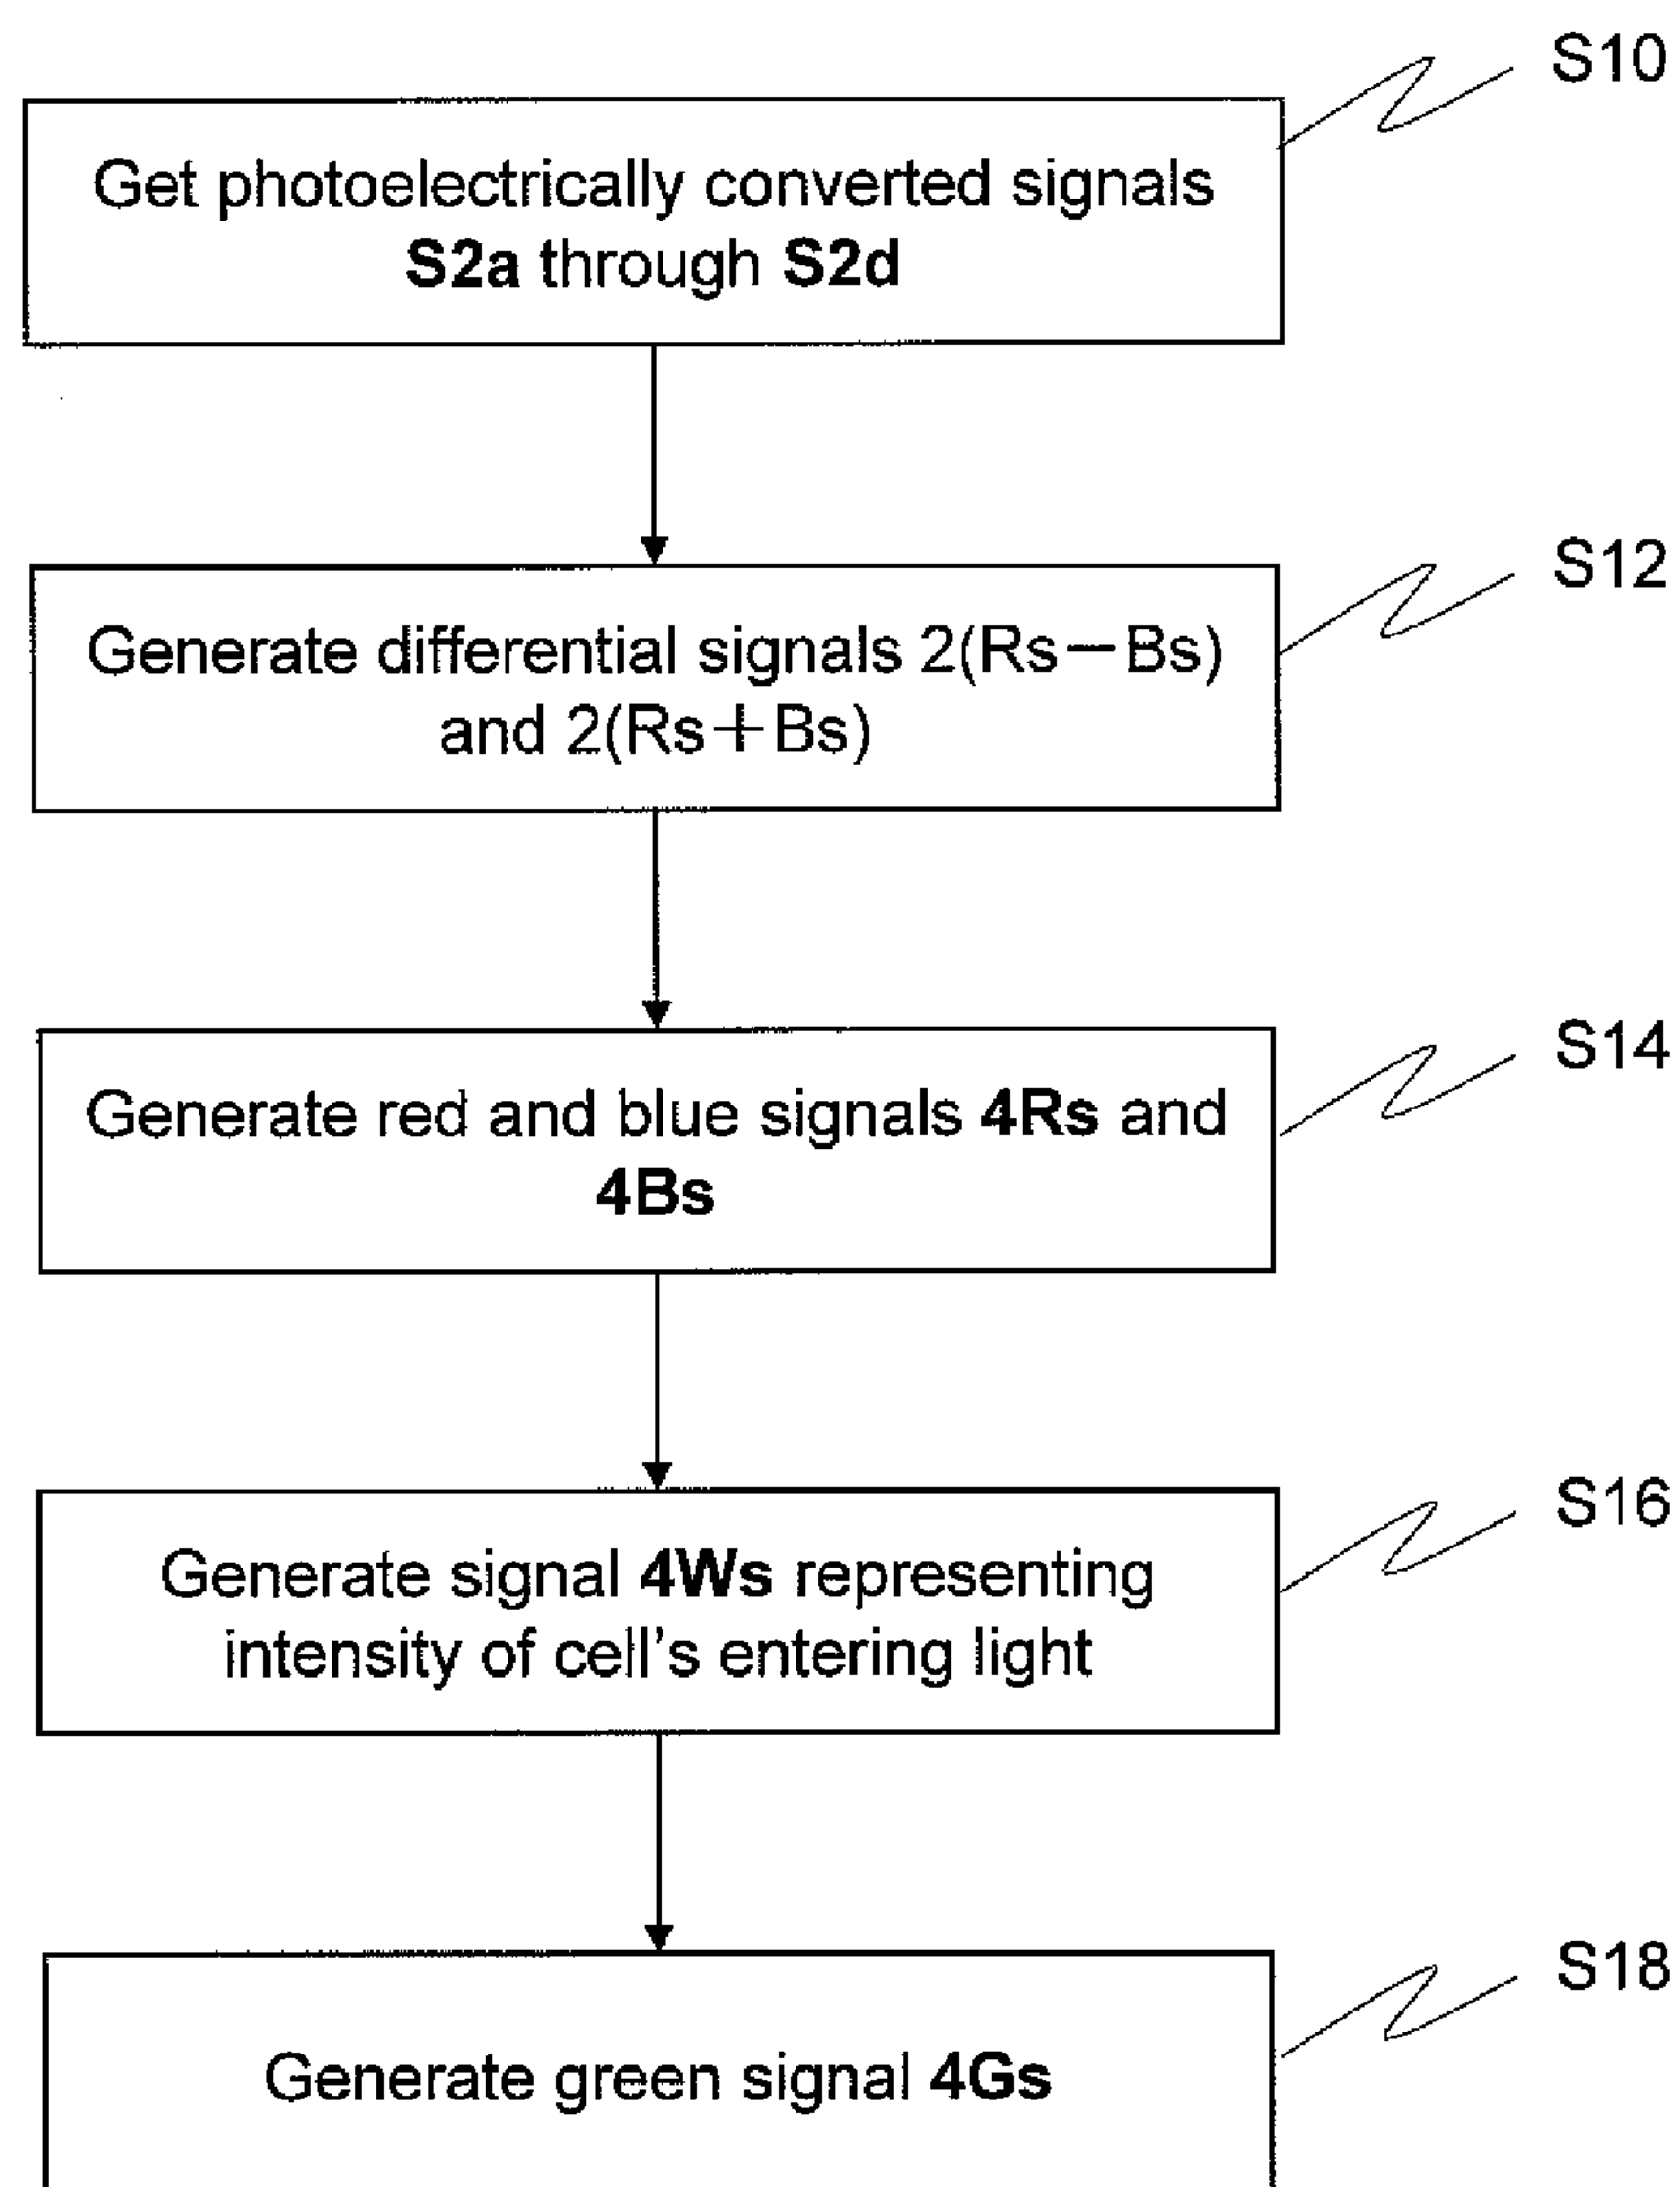 S10
Get photoelectrically converted signals
S2a through S2d
S12
Generate differential signals 2(Rs－Bs)
and 2(Rs＋Bs)
S14
Generate red and blue signals 4Rs and
4Bs
S16
Generate signal 4Ws representing
intensity of cell's entering light
S18
Generate green signal 4Gs